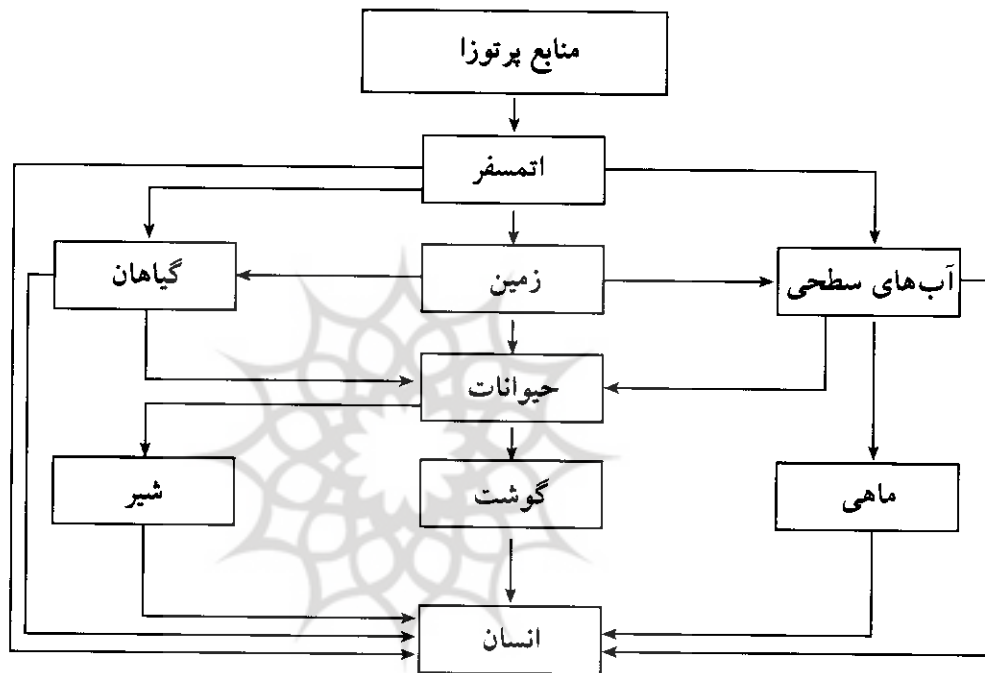 منابع پرتوزا
اتمسفر
گیاهان
زمین
آب‌های سطحی
حیوانات
شیر
گوشت
ماهی
انسان